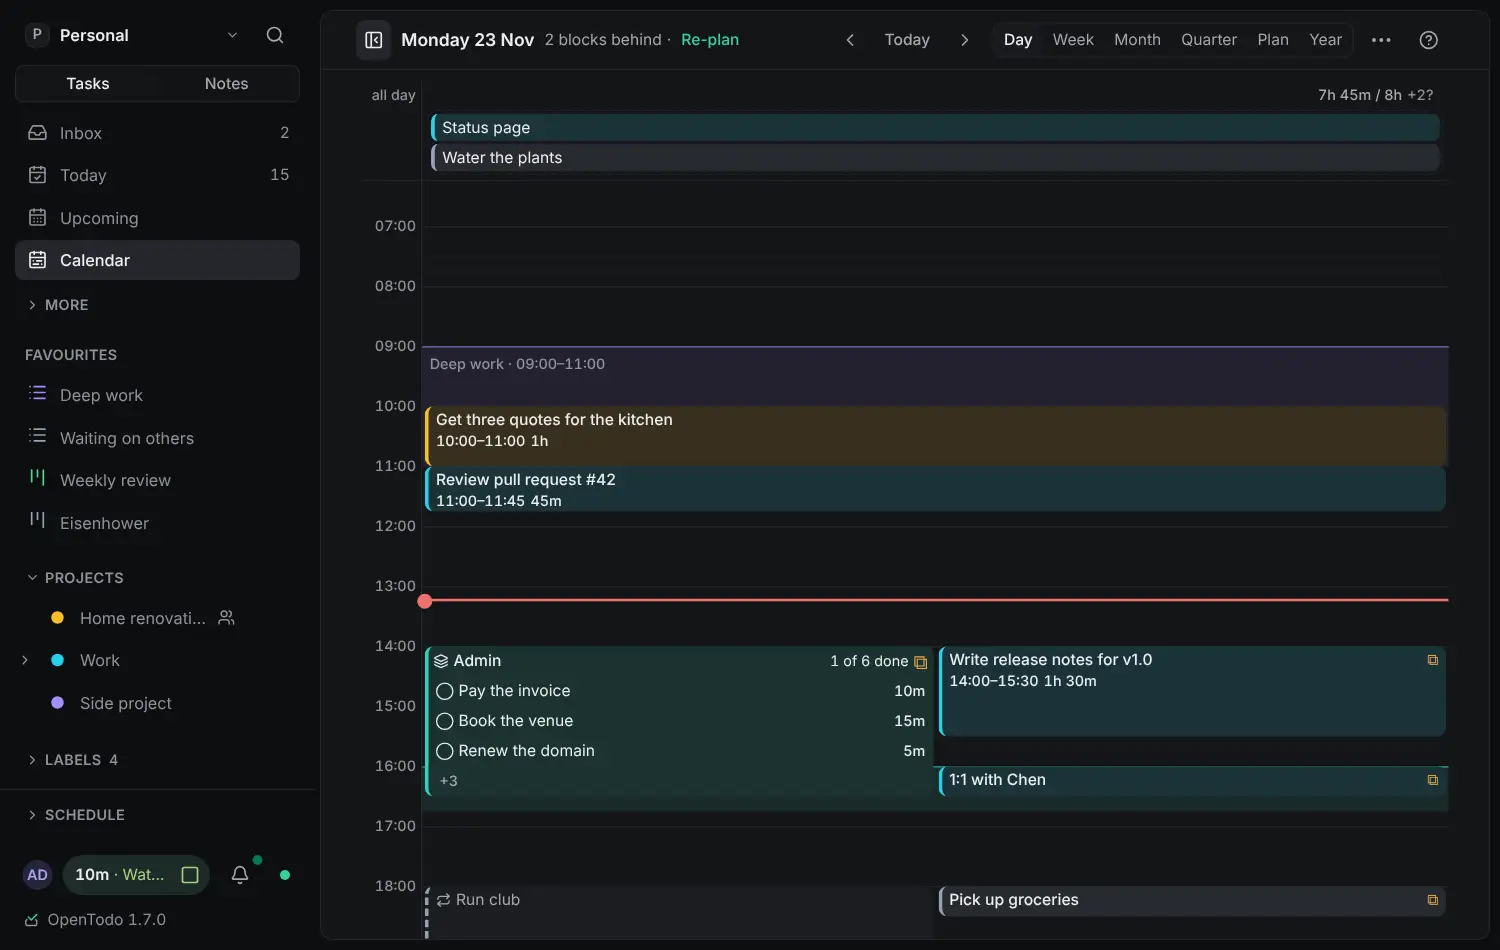 P Personal
Tasks Notes
Inbox 2
Today 15
Upcoming
Calendar
MORE
FAVOURITES
Deep work
Waiting on others
Weekly review
Eisenhower
PROJECTS
Home renovati...
Work
Side project
LABELS 4
SCHEDULE
AD 10m · Wat...
OpenTodo 1.7.0
Monday 23 Nov 2 blocks behind · Re-plan Today Day Week Month Quarter Plan Year
all day 7h 45m / 8h +2?
Status page
Water the plants
07:00
08:00
09:00
Deep work · 09:00–11:00
10:00
Get three quotes for the kitchen
10:00–11:00 1h
11:00
Review pull request #42
11:00–11:45 45m
12:00
13:00
14:00
Admin 1 of 6 done
Pay the invoice 10m
Book the venue 15m
Renew the domain 5m
+3
Write release notes for v1.0
14:00–15:30 1h 30m
15:00
16:00
1:1 with Chen
17:00
18:00
Run club
Pick up groceries